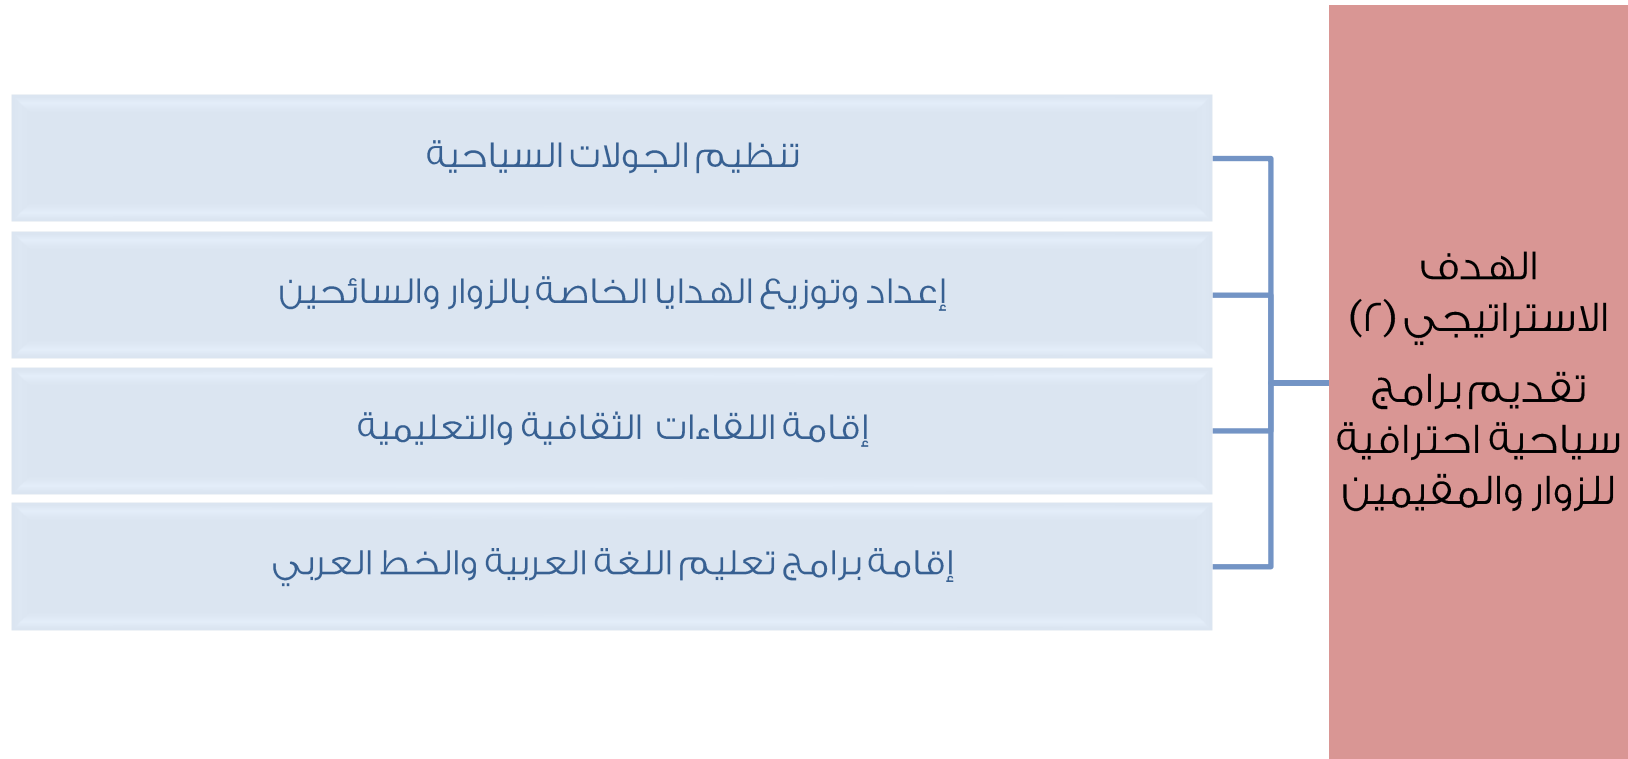 الهدف
الاستراتيجي (٢)
تقديم برامج
سياحية احترافية
للزوار والمقيمين
تنظيم الجولات السياحية
إعداد وتوزيع الهدايا الخاصة بالزوار والسائحين
إقامة اللقاءات الثقافية والتعليمية
إقامة برامج تعليم اللغة العربية والخط العربي